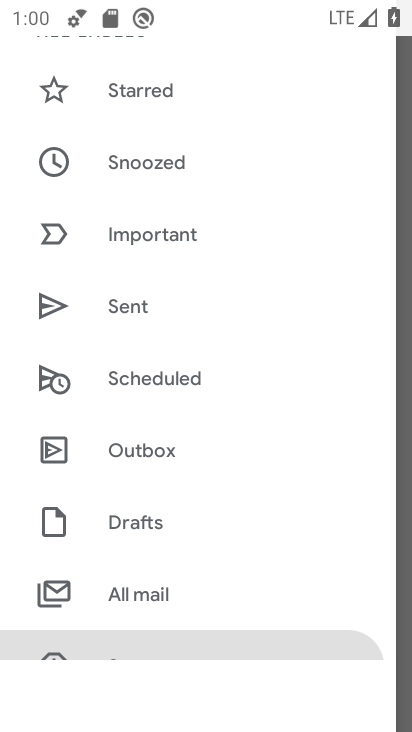 1:00
LTE
Starred
Snoozed
Important
Sent
Scheduled
Outbox
Drafts
All mail